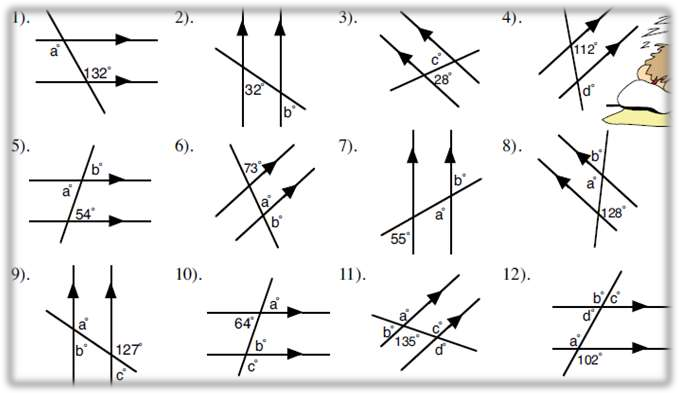 1). 2). 3). 4).
a° 132°
32° b°
c° 28°
112° d°
z z z z
5). 6). 7). 8).
b° a° 54°
73° a° b°
b° a° 55°
b° a° 128°
9). 10). 11). 12).
a° b° 127° c°
a° 64° b° c°
a° b° 135° c° d°
b° c° d° a° 102°